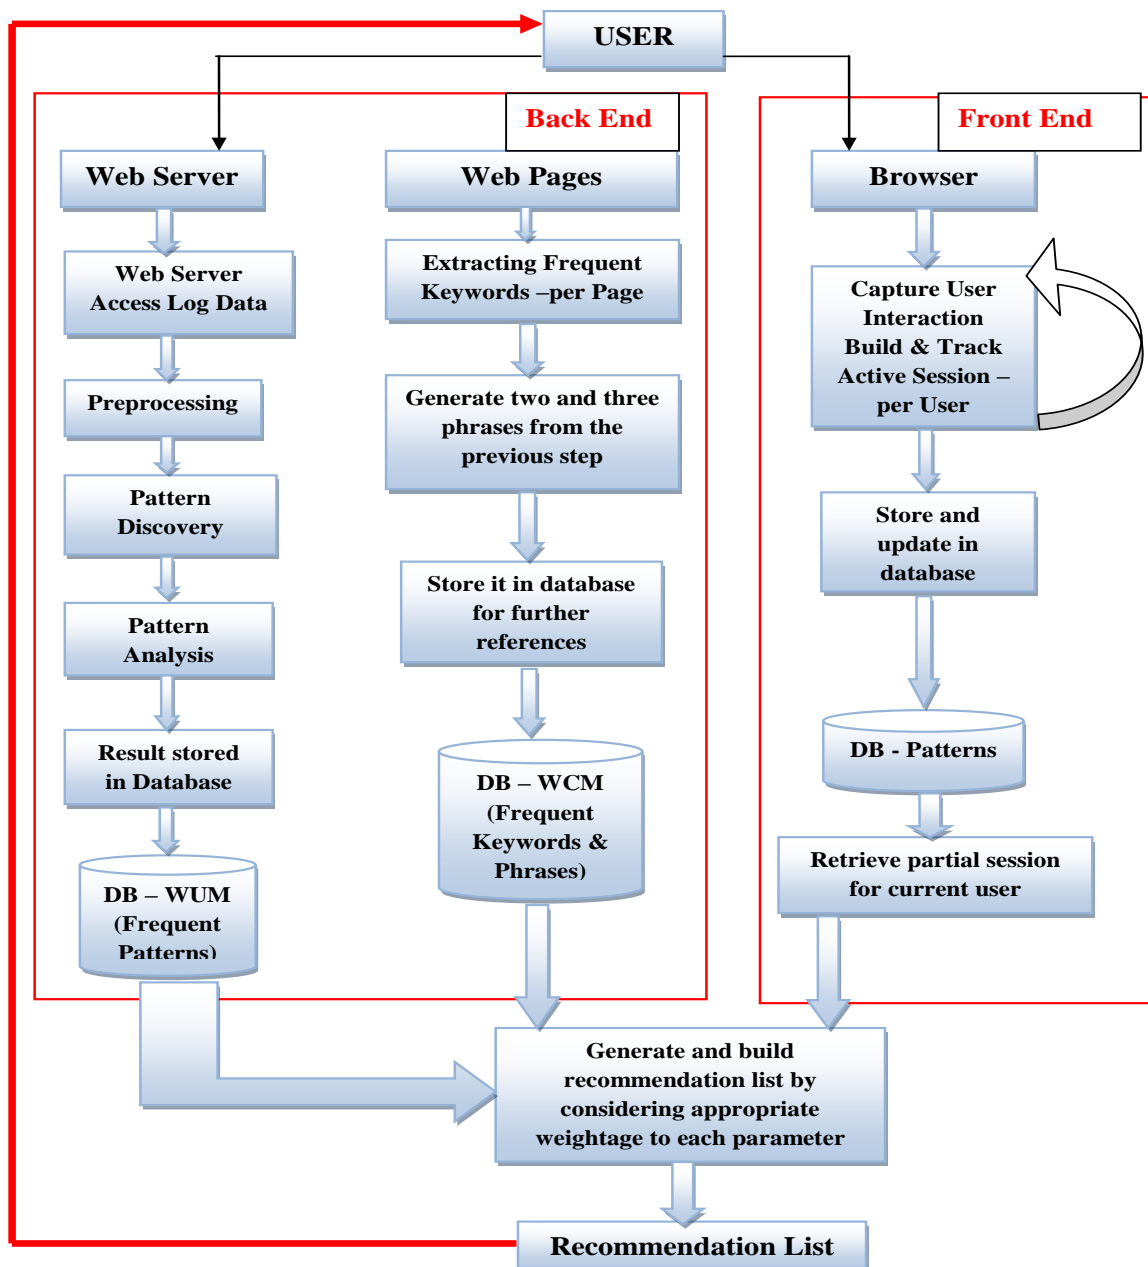 USER
Back End
Front End
Web Server
Web Pages
Browser
Web Server
Access Log Data
Preprocessing
Pattern
Discovery
Pattern
Analysis
Result stored
in Database
DB – WUM
(Frequent
Patterns)
Extracting Frequent
Keywords –per Page
Generate two and three
phrases from the
previous step
Store it in database
for further
references
DB – WCM
(Frequent
Keywords &
Phrases)
Capture User
Interaction
Build & Track
Active Session –
per User
Store and
update in
database
DB - Patterns
Retrieve partial session
for current user
Generate and build
recommendation list by
considering appropriate
weightage to each parameter
Recommendation List